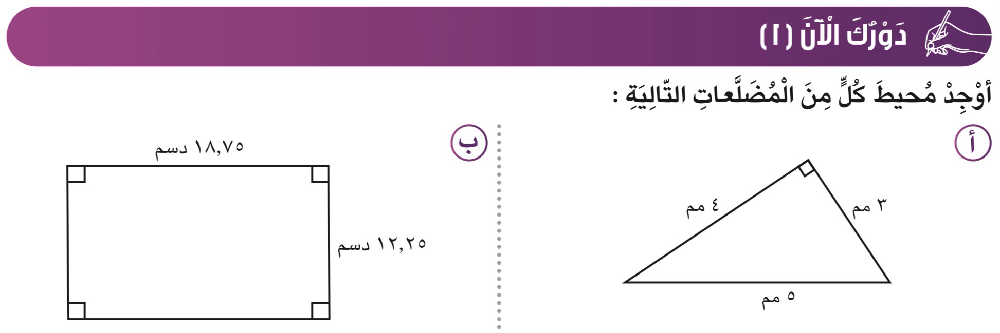 دَوْرُكَ الْآنَ (١)
أَوْجِدْ مُحيطَ كُلٍّ مِنَ الْمُضَلَّعاتِ التّالِيَةِ :
أ
٤ مم
٣ مم
٥ مم
ب
١٨,٧٥ دسم
١٢,٢٥ دسم